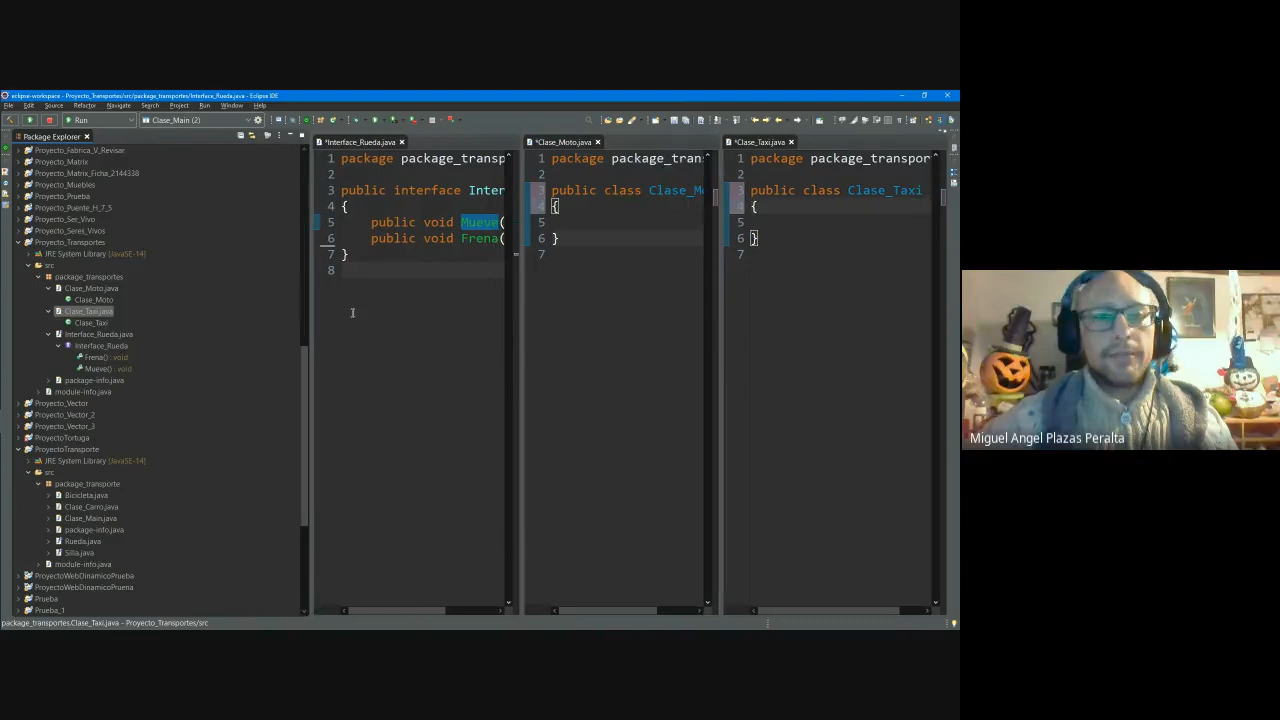 eclipse-workspace - Proyecto_Transportes/src/package_transportes/Interface_Rueda.java - Eclipse IDE
File Edit Source Refactor Navigate Search Project Run Window Help
Run
Clase_Main (2)
Package Explorer
Proyecto_Fabrica_V_Revisar
Proyecto_Matrix
Proyecto_Matrix_Ficha_2144338
Proyecto_Muebles
Proyecto_Prueba
Proyecto_Puente_H_7_5
Proyecto_Ser_Vivo
Proyecto_Seres_Vivos
Proyecto_Transportes
JRE System Library [JavaSE-14]
src
package_transportes
Clase_Moto.java
Clase_Moto
Clase_Taxi.java
Clase_Taxi
Interface_Rueda.java
Interface_Rueda
Frena() : void
Mueve() : void
package-info.java
module-info.java
Proyecto_Vector
Proyecto_Vector_2
Proyecto_Vector_3
ProyectoTortuga
ProyectoTransporte
JRE System Library [JavaSE-14]
src
package_transporte
Bicicleta.java
Clase_Carro.java
Clase_Main.java
package-info.java
Rueda.java
Silla.java
module-info.java
ProyectoWebDinamicoPrueba
ProyectoWebDinamicoPruena
Prueba
Prueba_1
*Interface_Rueda.java
1 package package_transp
2
3 public interface Inter
4 {
5 public void Mueve(
6 public void Frena(
7 }
8
*Clase_Moto.java
1 package package_tran
2
3 public class Clase_Mo
4 {
5
6 }
7
*Clase_Taxi.java
1 package package_transpor
2
3 public class Clase_Taxi
4 {
5
6 }
7
package_transportes.Clase_Taxi.java - Proyecto_Transportes/src
Miguel Angel Plazas Peralta